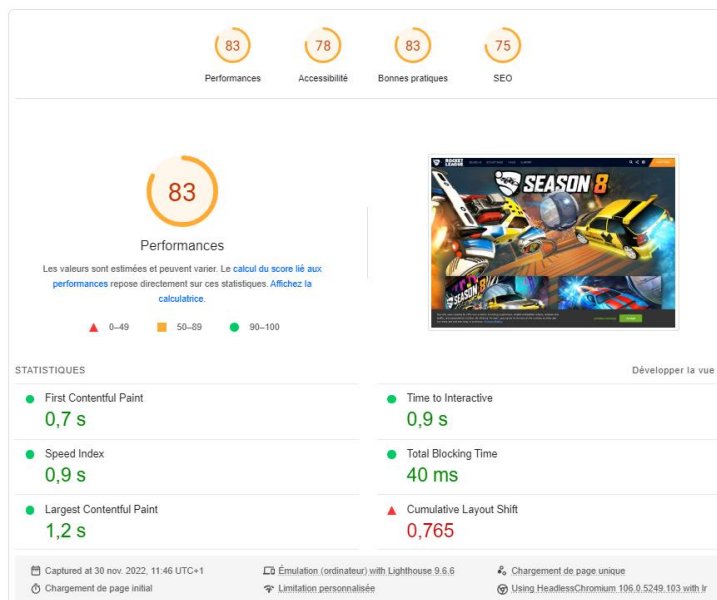 83
78
83
75
Performances
Accessibilité
Bonnes pratiques
SEO
83
Performances
Les valeurs sont estimées et peuvent varier. Le calcul du score lié aux
performances repose directement sur ces statistiques. Affichez la
calculatrice.
0–49
50–89
90–100
ROCKET
LEAGUE
SEASON 8
SEASON 8
STATISTIQUES
Développer la vue
First Contentful Paint
0,7 s
Time to Interactive
0,9 s
Speed Index
0,9 s
Total Blocking Time
40 ms
Largest Contentful Paint
1,2 s
Cumulative Layout Shift
0,765
Captured at 30 nov. 2022, 11:46 UTC+1
Émulation (ordinateur) with Lighthouse 9.6.6
Chargement de page unique
Chargement de page initial
Limitation personnalisée
Using HeadlessChromium 106.0.5249.103 with lr